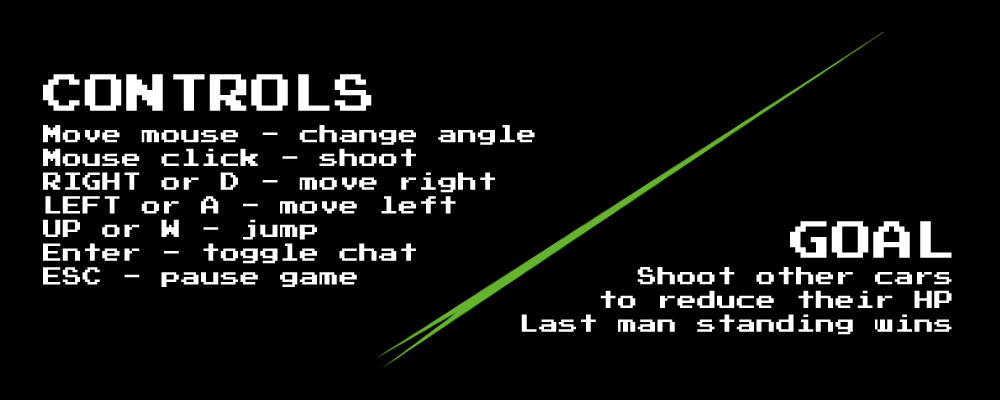 CONTROLS
Move mouse - change angle
Mouse click - shoot
RIGHT or D - move right
LEFT or A - move left
UP or W - jump
Enter - toggle chat
ESC - pause game
GOAL
Shoot other cars
to reduce their HP
Last man standing wins